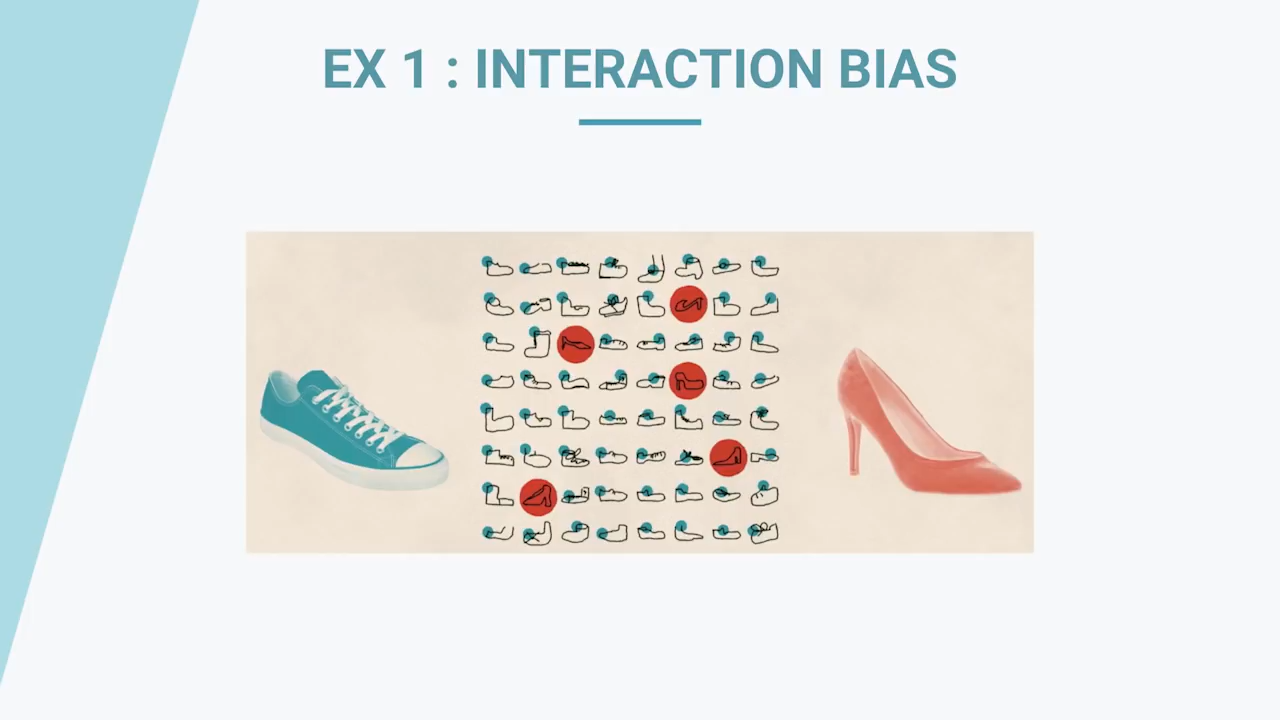 EX 1 : INTERACTION BIAS